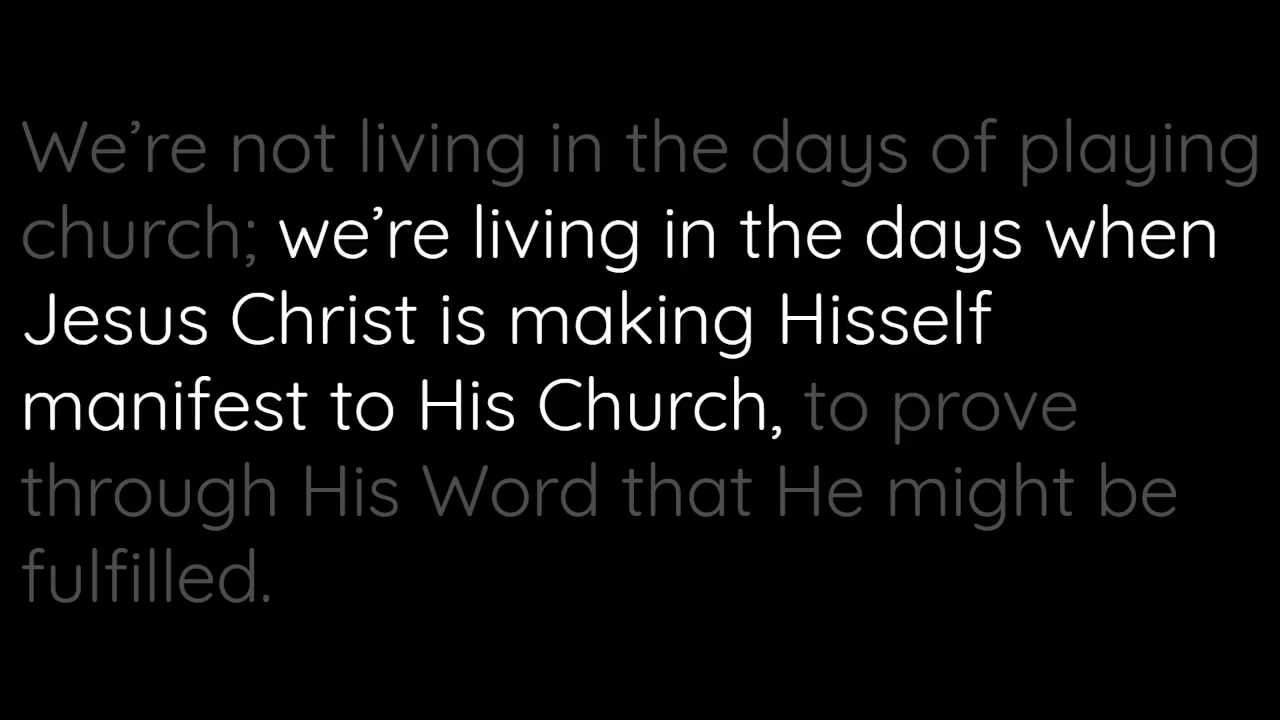 We’re not living in the days of playing
church; we’re living in the days when
Jesus Christ is making Hisself
manifest to His Church, to prove
through His Word that He might be
fulfilled.